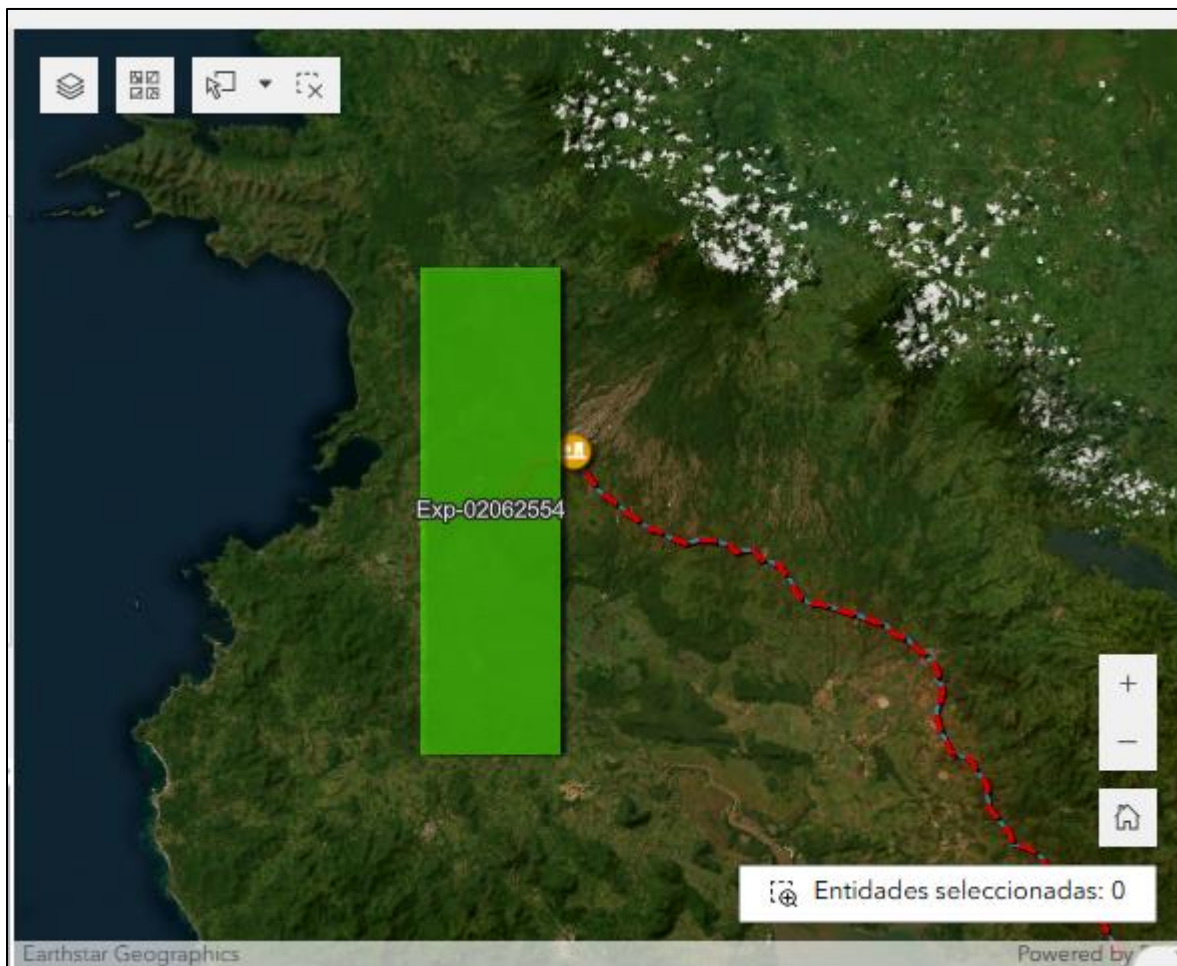 Exp-02062554
+
−
Entidades seleccionadas: 0
Earthstar Geographics
Powered by